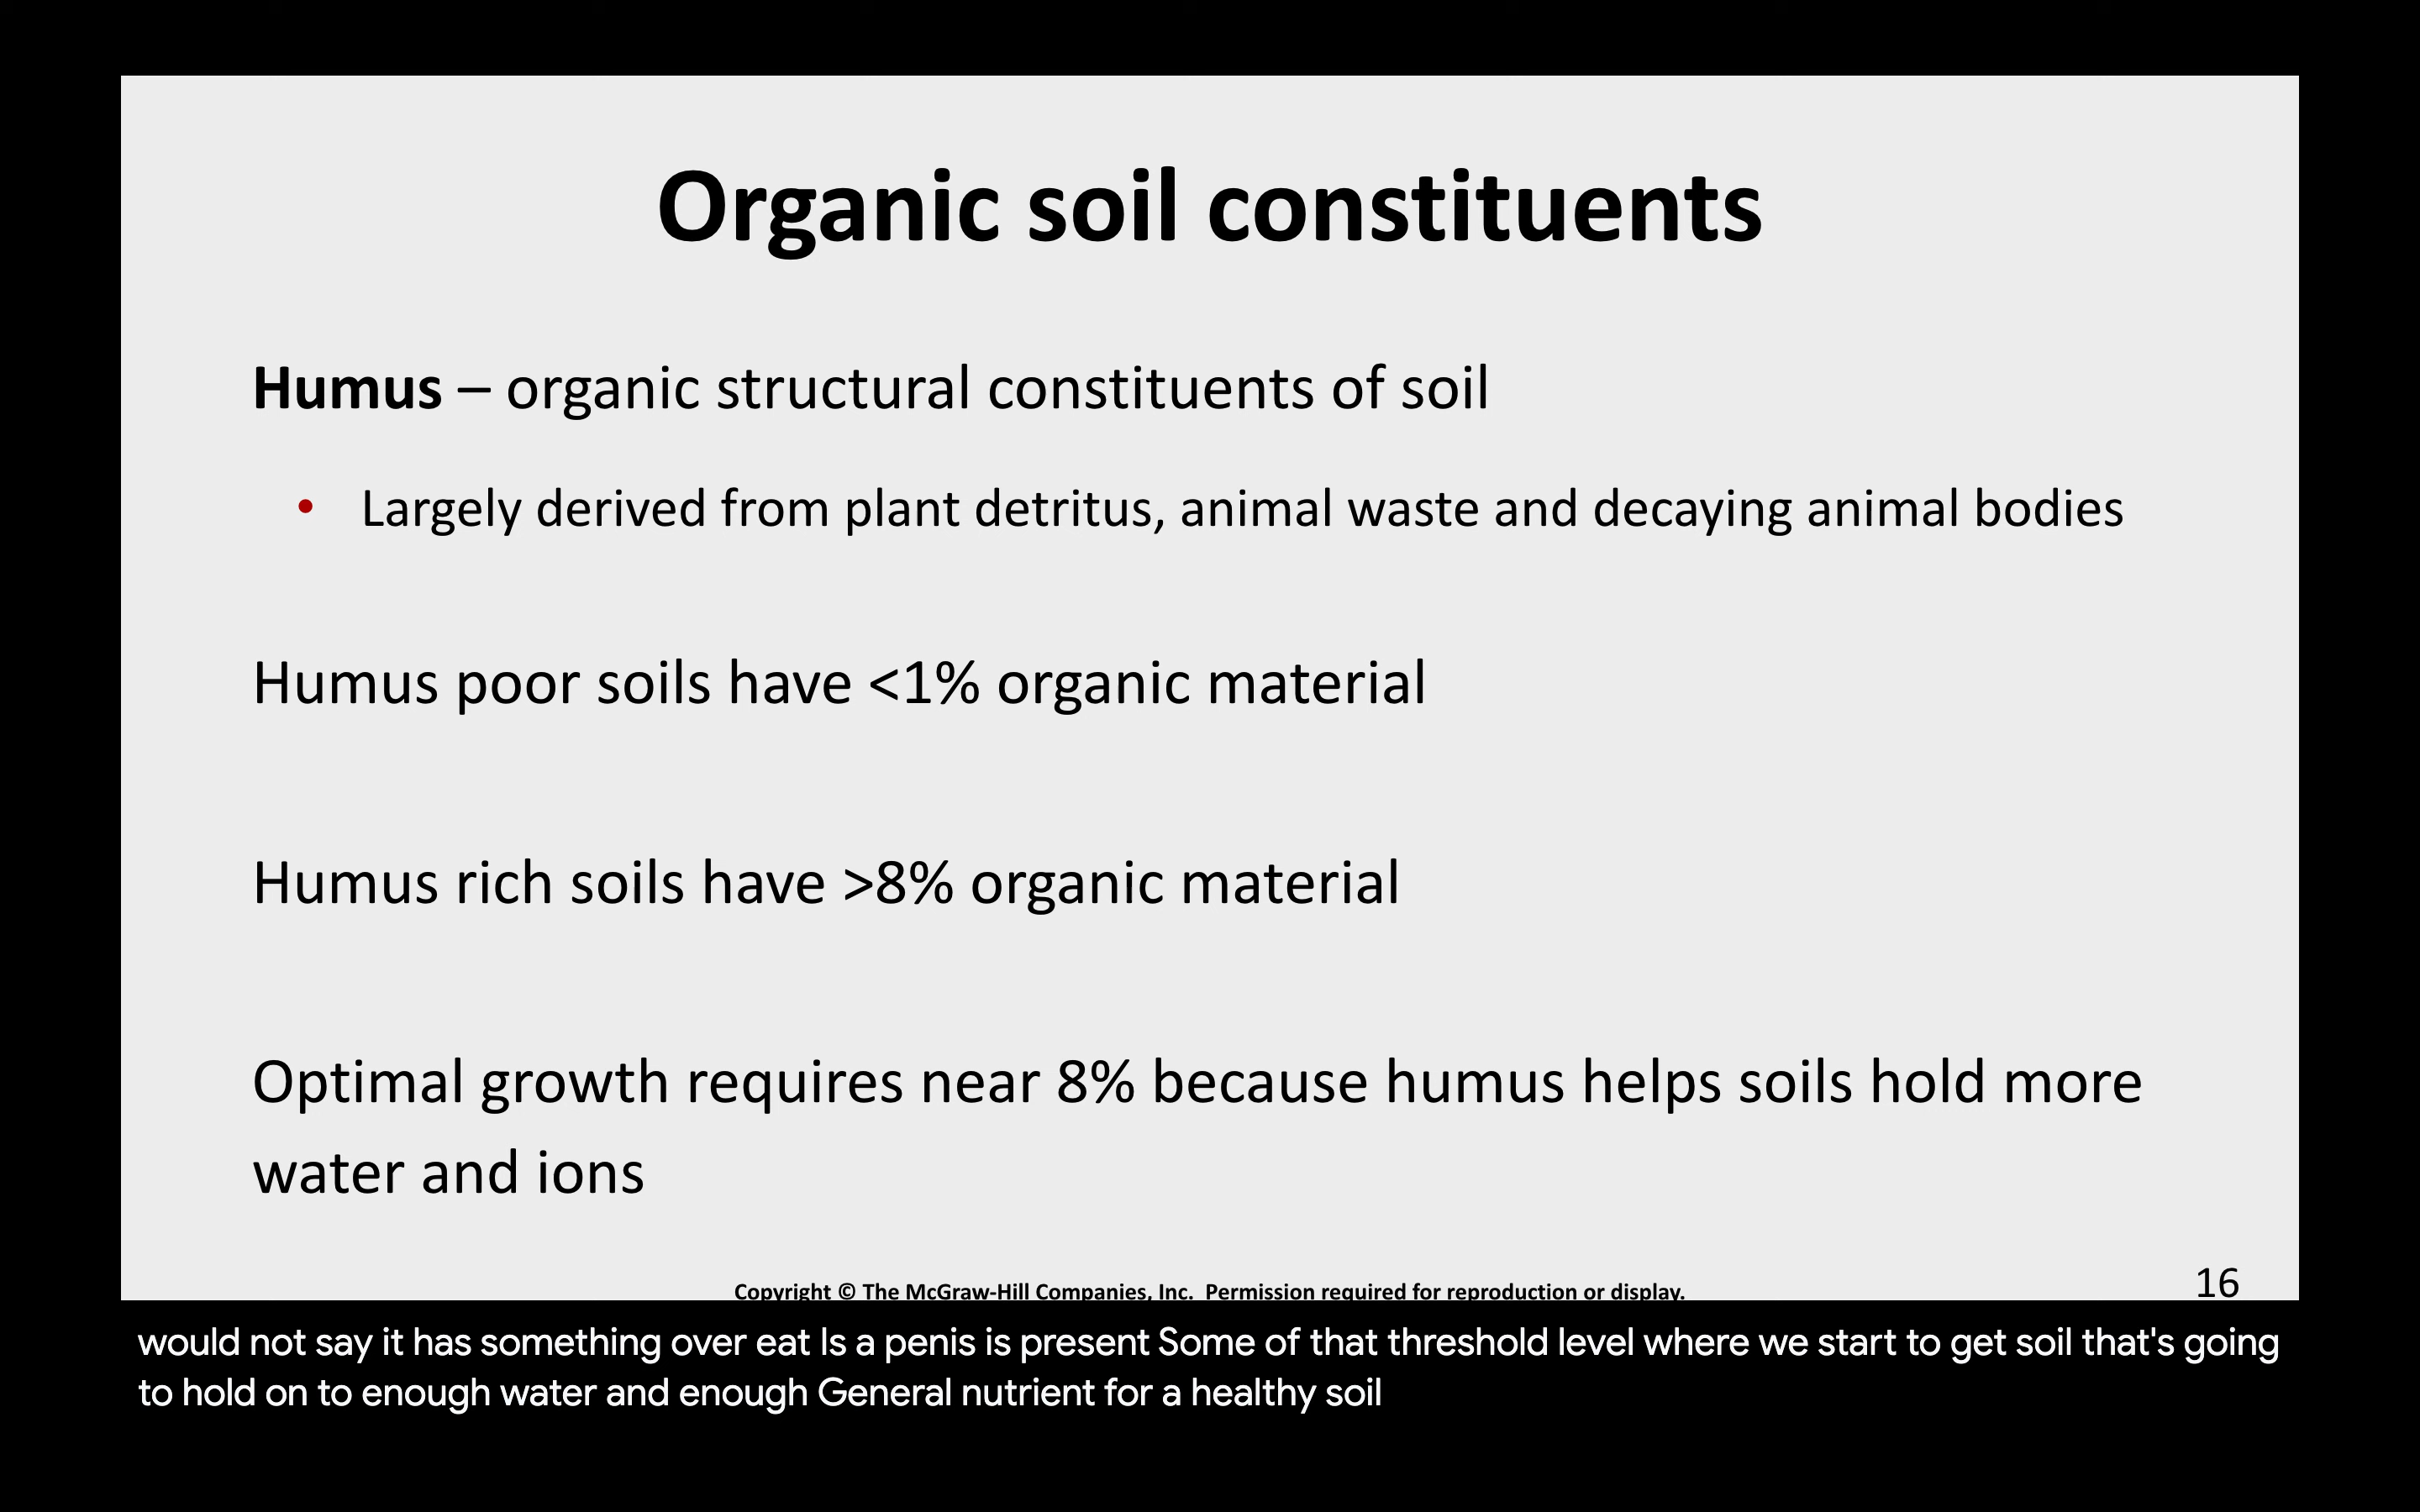 Organic soil constituents
Humus – organic structural constituents of soil
• Largely derived from plant detritus, animal waste and decaying animal bodies
Humus poor soils have <1% organic material
Humus rich soils have >8% organic material
Optimal growth requires near 8% because humus helps soils hold more
water and ions
Copyright © The McGraw-Hill Companies, Inc. Permission required for reproduction or display.
16
would not say it has something over eat Is a penis is present Some of that threshold level where we start to get soil that's going
to hold on to enough water and enough General nutrient for a healthy soil